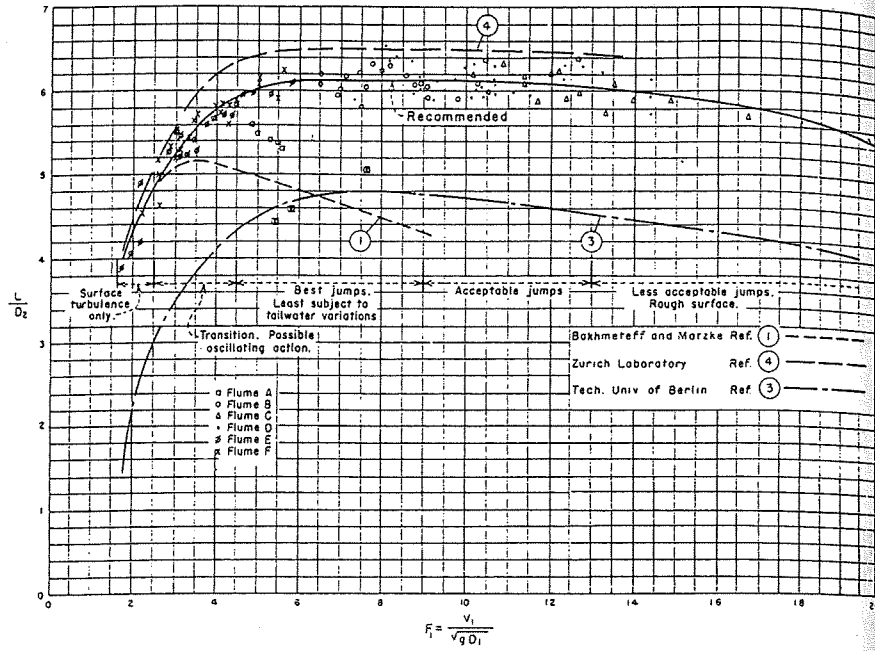 7
6
5
4
3
2
1
0
L
D2
4
Recommended
1
3
Surface
turbulence
only.
Transition. Possible
oscillating action.
Best jumps.
Least subject to
tailwater variations
Acceptable jumps
Less acceptable jumps.
Rough surface.
Bakhmeteff and Matzke Ref. 1
Zurich Laboratory Ref. 4
Tech. Univ of Berlin Ref. 3
Flume A
Flume B
Flume C
Flume D
Flume E
Flume F
0 2 4 6 8 10 12 14 16 18
F1 = V1
√g D1